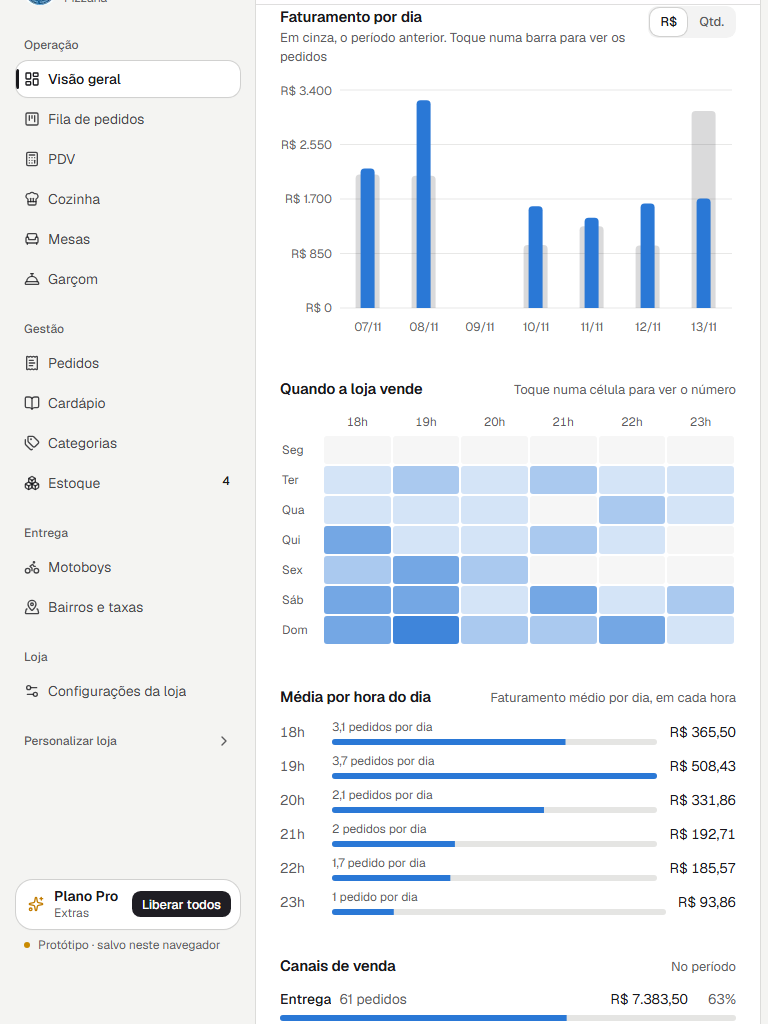 Operação
Visão geral
Fila de pedidos
PDV
Cozinha
Mesas
Garçom
Gestão
Pedidos
Cardápio
Categorias
Estoque 4
Entrega
Motoboys
Bairros e taxas
Loja
Configurações da loja
Personalizar loja
Plano Pro
Extras
Liberar todos
Protótipo · salvo neste navegador
Faturamento por dia
Em cinza, o período anterior. Toque numa barra para ver os
pedidos
R$ Qtd.
R$ 3.400
R$ 2.550
R$ 1.700
R$ 850
R$ 0
07/11 08/11 09/11 10/11 11/11 12/11 13/11
Quando a loja vende Toque numa célula para ver o número
18h 19h 20h 21h 22h 23h
Seg
Ter
Qua
Qui
Sex
Sáb
Dom
Média por hora do dia Faturamento médio por dia, em cada hora
18h 3,1 pedidos por dia R$ 365,50
19h 3,7 pedidos por dia R$ 508,43
20h 2,1 pedidos por dia R$ 331,86
21h 2 pedidos por dia R$ 192,71
22h 1,7 pedido por dia R$ 185,57
23h 1 pedido por dia R$ 93,86
Canais de venda No período
Entrega 61 pedidos R$ 7.383,50 63%